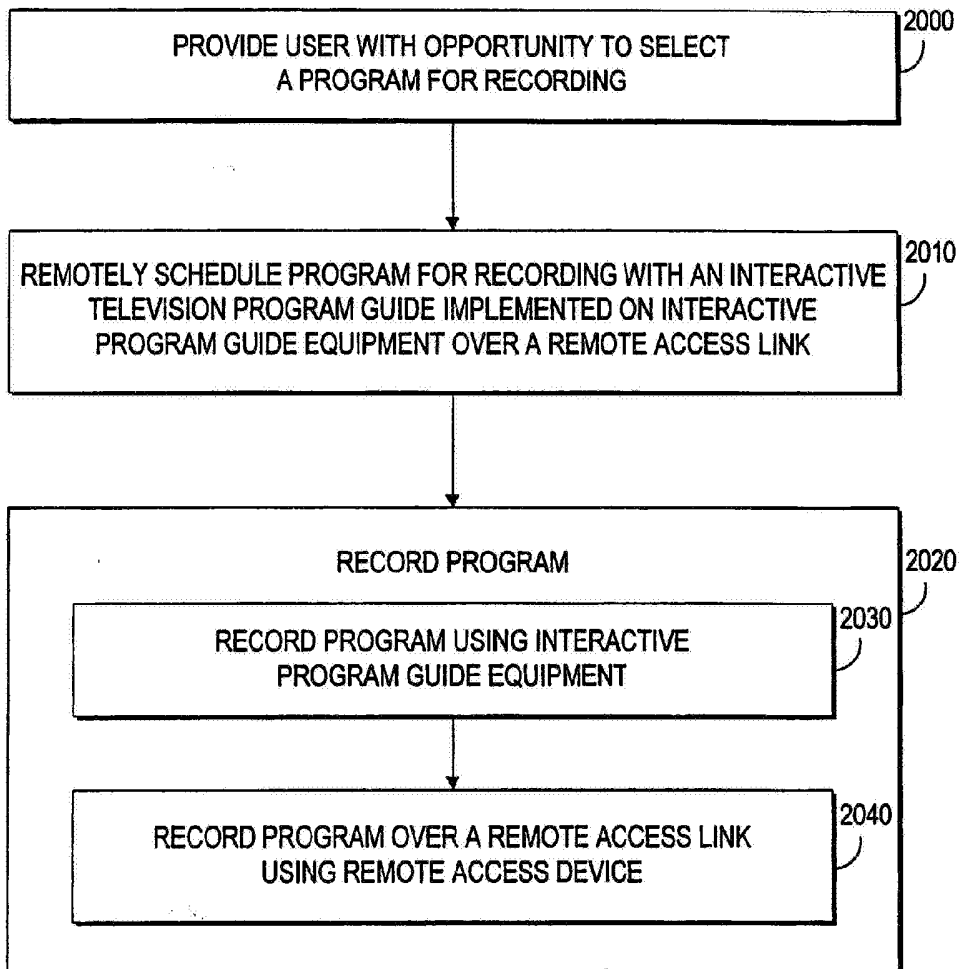 2000
PROVIDE USER WITH OPPORTUNITY TO SELECT
A PROGRAM FOR RECORDING
2010
REMOTELY SCHEDULE PROGRAM FOR RECORDING WITH AN INTERACTIVE
TELEVISION PROGRAM GUIDE IMPLEMENTED ON INTERACTIVE
PROGRAM GUIDE EQUIPMENT OVER A REMOTE ACCESS LINK
2020
RECORD PROGRAM
2030
RECORD PROGRAM USING INTERACTIVE
PROGRAM GUIDE EQUIPMENT
2040
RECORD PROGRAM OVER A REMOTE ACCESS LINK
USING REMOTE ACCESS DEVICE